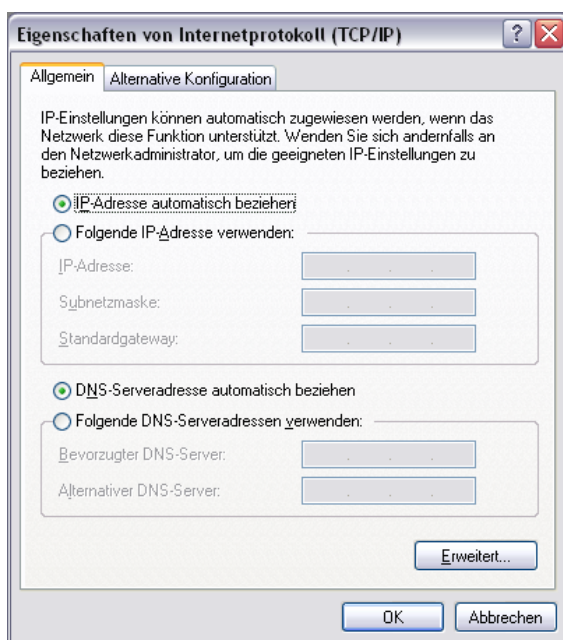 Eigenschaften von Internetprotokoll (TCP/IP)
Allgemein
Alternative Konfiguration
IP-Einstellungen können automatisch zugewiesen werden, wenn das
Netzwerk diese Funktion unterstützt. Wenden Sie sich andernfalls an
den Netzwerkadministrator, um die geeigneten IP-Einstellungen zu
beziehen.
IP-Adresse automatisch beziehen
Folgende IP-Adresse verwenden:
IP-Adresse:
Subnetzmaske:
Standardgateway:
DNS-Serveradresse automatisch beziehen
Folgende DNS-Serveradressen verwenden:
Bevorzugter DNS-Server:
Alternativer DNS-Server:
Erweitert...
OK
Abbrechen